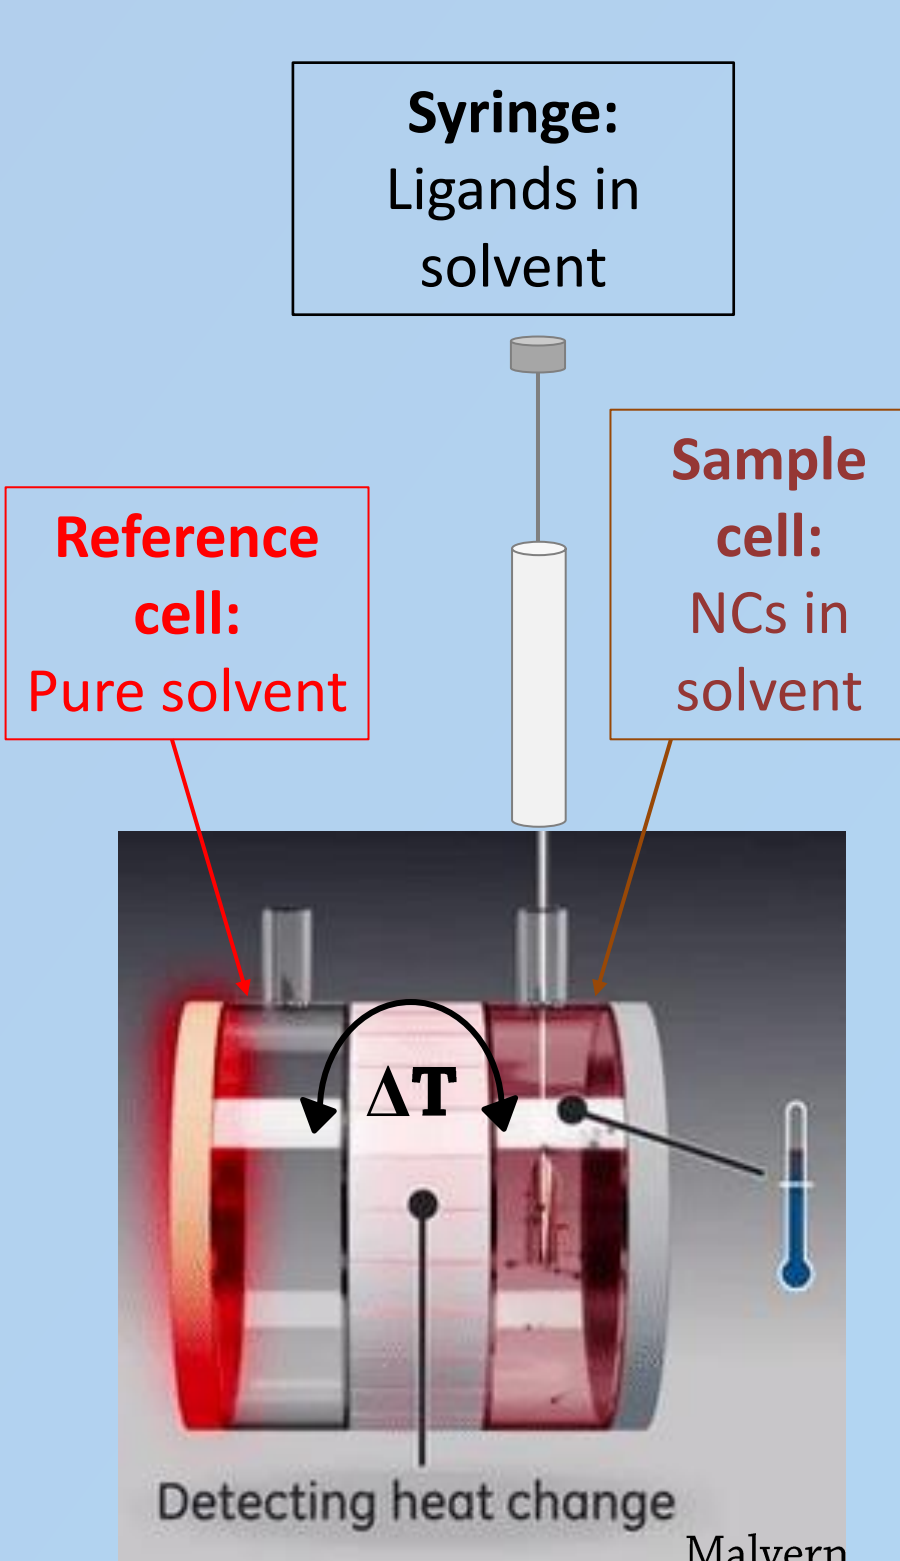 Syringe:
Ligands in
solvent
Sample
cell:
NCs in
solvent
Reference
cell:
Pure solvent
ΔT
Detecting heat change
Malvern